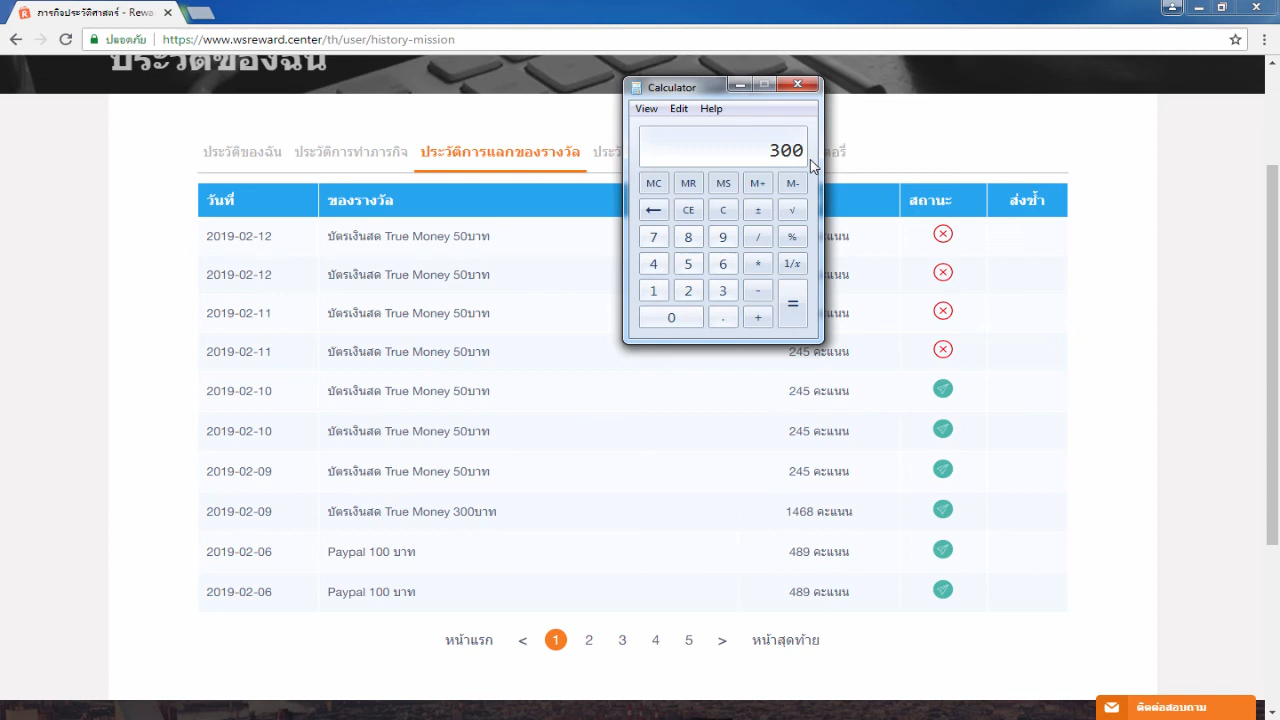 ภารกิจประวัติศาสตร์ - Rewa
ปลอดภัย
https://www.wsreward.center/th/user/history-mission
ประวัติของฉัน
Calculator
View Edit Help
300
MC MR MS M+ M-
← CE C ± √
7 8 9 / %
4 5 6 * 1/x
1 2 3 - =
0 . +
ประวัติของฉัน ประวัติการทำภารกิจ ประวัติการแลกของรางวัล
วันที่ ของรางวัล สถานะ ส่งซ้ำ
2019-02-12 บัตรเงินสด True Money 50บาท
2019-02-12 บัตรเงินสด True Money 50บาท
2019-02-11 บัตรเงินสด True Money 50บาท
2019-02-11 บัตรเงินสด True Money 50บาท 245 คะแนน
2019-02-10 บัตรเงินสด True Money 50บาท 245 คะแนน
2019-02-10 บัตรเงินสด True Money 50บาท 245 คะแนน
2019-02-09 บัตรเงินสด True Money 50บาท 245 คะแนน
2019-02-09 บัตรเงินสด True Money 300บาท 1468 คะแนน
2019-02-06 Paypal 100 บาท 489 คะแนน
2019-02-06 Paypal 100 บาท 489 คะแนน
หน้าแรก < 1 2 3 4 5 > หน้าสุดท้าย
ติดต่อสอบถาม